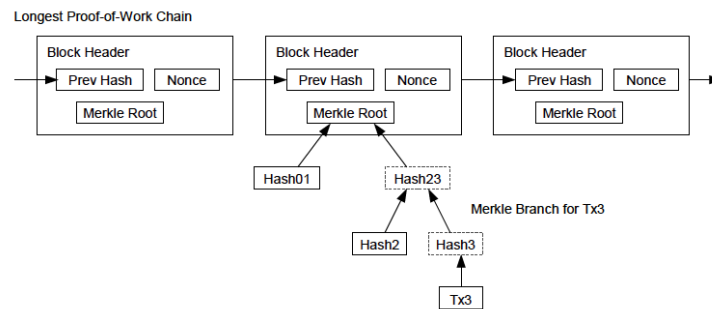 Longest Proof-of-Work Chain
Block Header
Prev Hash
Nonce
Merkle Root
Block Header
Prev Hash
Nonce
Merkle Root
Block Header
Prev Hash
Nonce
Merkle Root
Hash01
Hash23
Merkle Branch for Tx3
Hash2
Hash3
Tx3